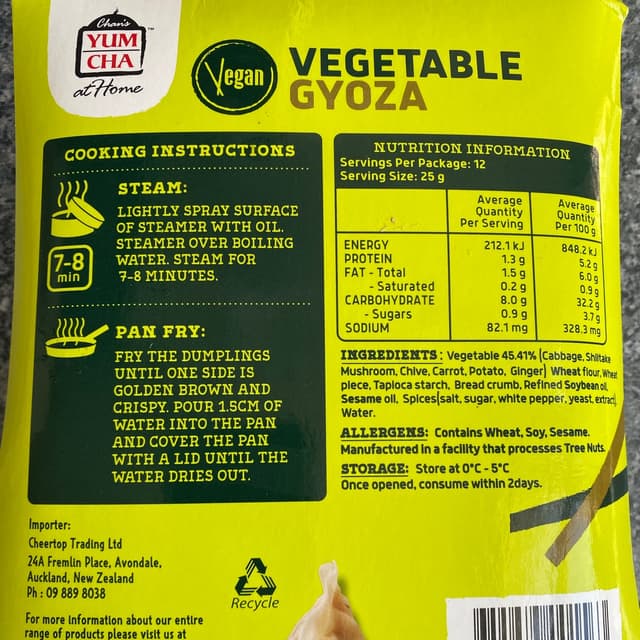 Chan's
YUM
CHA
at Home
TM
Vegan
VEGETABLE
GYOZA
COOKING INSTRUCTIONS
STEAM:
LIGHTLY SPRAY SURFACE
OF STEAMER WITH OIL.
STEAMER OVER BOILING
WATER. STEAM FOR
7-8 MINUTES.
7-8
min
PAN FRY:
FRY THE DUMPLINGS
UNTIL ONE SIDE IS
GOLDEN BROWN AND
CRISPY. POUR 1.5CM OF
WATER INTO THE PAN
AND COVER THE PAN
WITH A LID UNTIL THE
WATER DRIES OUT.
NUTRITION INFORMATION
Servings Per Package: 12
Serving Size: 25 g
Average
Quantity
Per Serving
Average
Quantity
Per 100 g
ENERGY 212.1 kJ 848.2 kJ
PROTEIN 1.3 g 5.2 g
FAT - Total 1.5 g 6.0 g
- Saturated 0.2 g 0.9 g
CARBOHYDRATE 8.0 g 32.2 g
- Sugars 0.9 g 3.7 g
SODIUM 82.1 mg 328.3 mg
INGREDIENTS: Vegetable 45.41% (Cabbage, Shiitake
Mushroom, Chive, Carrot, Potato, Ginger) Wheat flour, Wheat
piece, Tapioca starch, Bread crumb, Refined Soybean oil,
Sesame oil, Spices(salt, sugar, white pepper, yeast, extract),
Water.
ALLERGENS: Contains Wheat, Soy, Sesame.
Manufactured in a facility that processes Tree Nuts.
STORAGE: Store at 0°C - 5°C
Once opened, consume within 2days.
Importer:
Cheertop Trading Ltd
24A Fremlin Place, Avondale,
Auckland, New Zealand
Ph : 09 889 8038
Recycle
For more information about our entire
range of products please visit us at